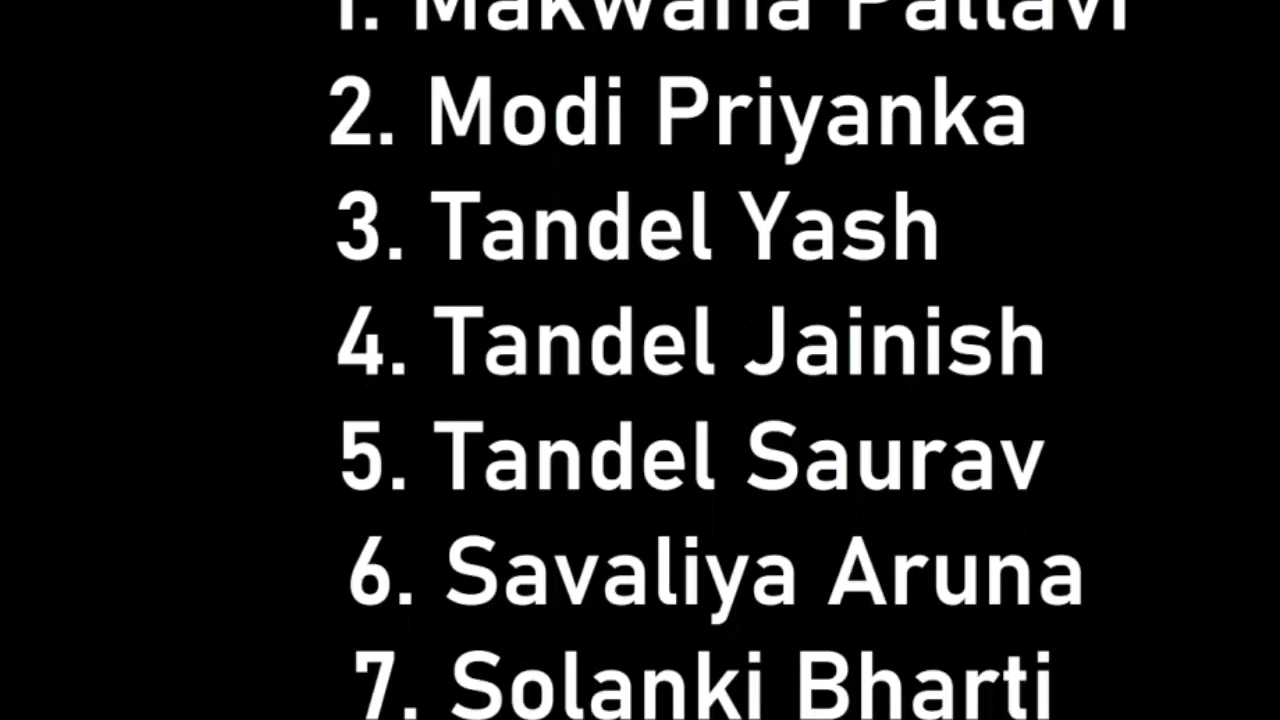 1. Makwana Pallavi
2. Modi Priyanka
3. Tandel Yash
4. Tandel Jainish
5. Tandel Saurav
6. Savaliya Aruna
7. Solanki Bharti